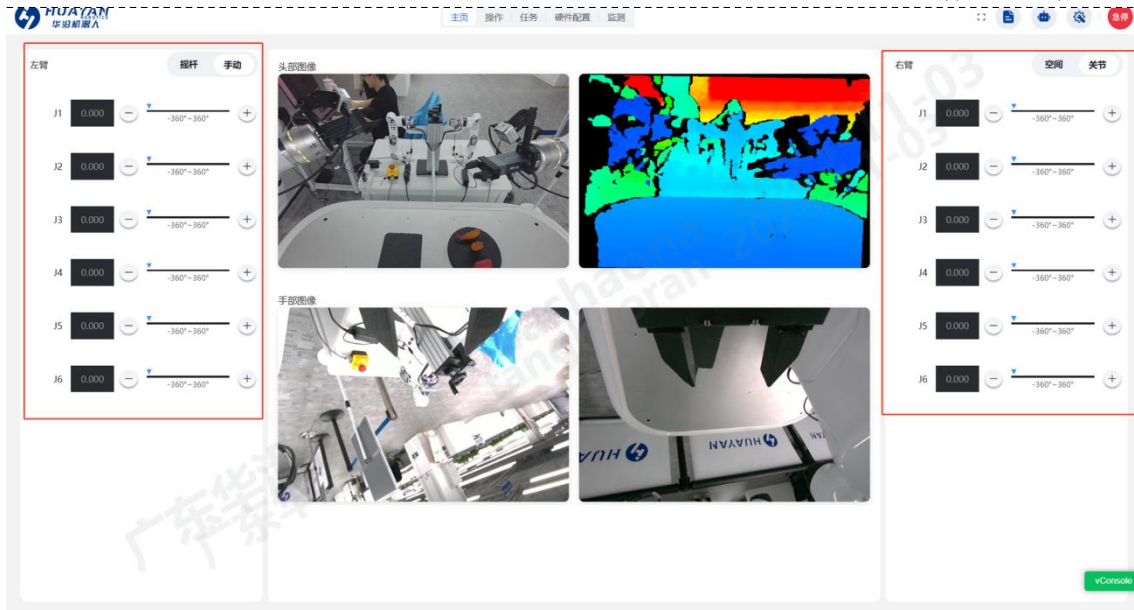 HUAYAN
ROBOTICS
华沿机器人
主页 操作 任务 硬件配置 监测
急停
左臂
摇杆 手动
J1 0.000 -360°~360°
J2 0.000 -360°~360°
J3 0.000 -360°~360°
J4 0.000 -360°~360°
J5 0.000 -360°~360°
J6 0.000 -360°~360°
头部图像
手部图像
HUAYAN
右臂
空间 关节
J1 0.000 -360°~360°
J2 0.000 -360°~360°
J3 0.000 -360°~360°
J4 0.000 -360°~360°
J5 0.000 -360°~360°
J6 0.000 -360°~360°
vConsole